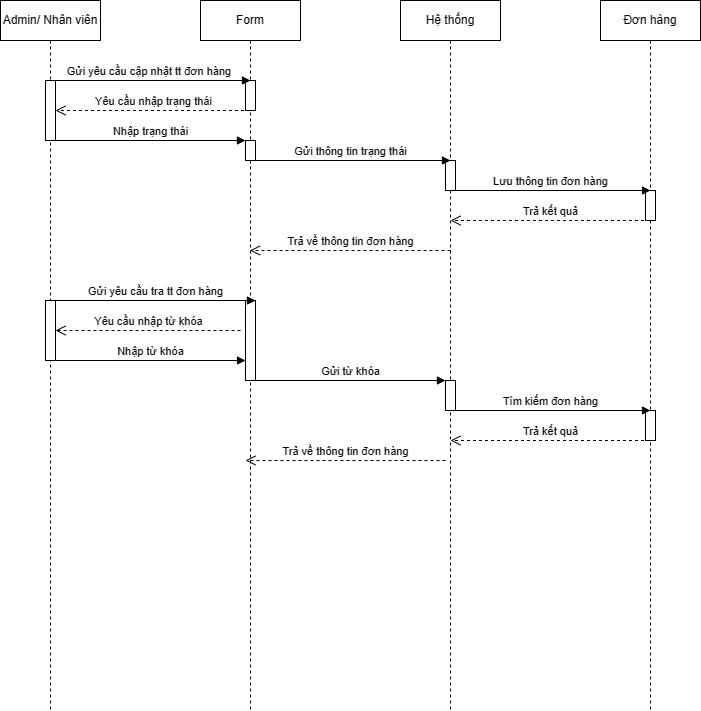 Admin/ Nhân viên
Form
Hệ thống
Đơn hàng
Gửi yêu cầu cập nhật tt đơn hàng
Yêu cầu nhập trạng thái
Nhập trạng thái
Gửi thông tin trạng thái
Lưu thông tin đơn hàng
Trả kết quả
Trả về thông tin đơn hàng
Gửi yêu cầu tra tt đơn hàng
Yêu cầu nhập từ khóa
Nhập từ khóa
Gửi từ khóa
Tìm kiếm đơn hàng
Trả kết quả
Trả về thông tin đơn hàng